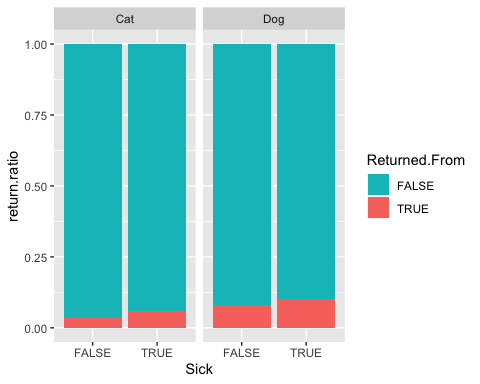 Cat Dog
1.00
0.75
0.50
0.25
0.00
return.ratio
FALSE TRUE FALSE TRUE
Sick
Returned.From
FALSE
TRUE